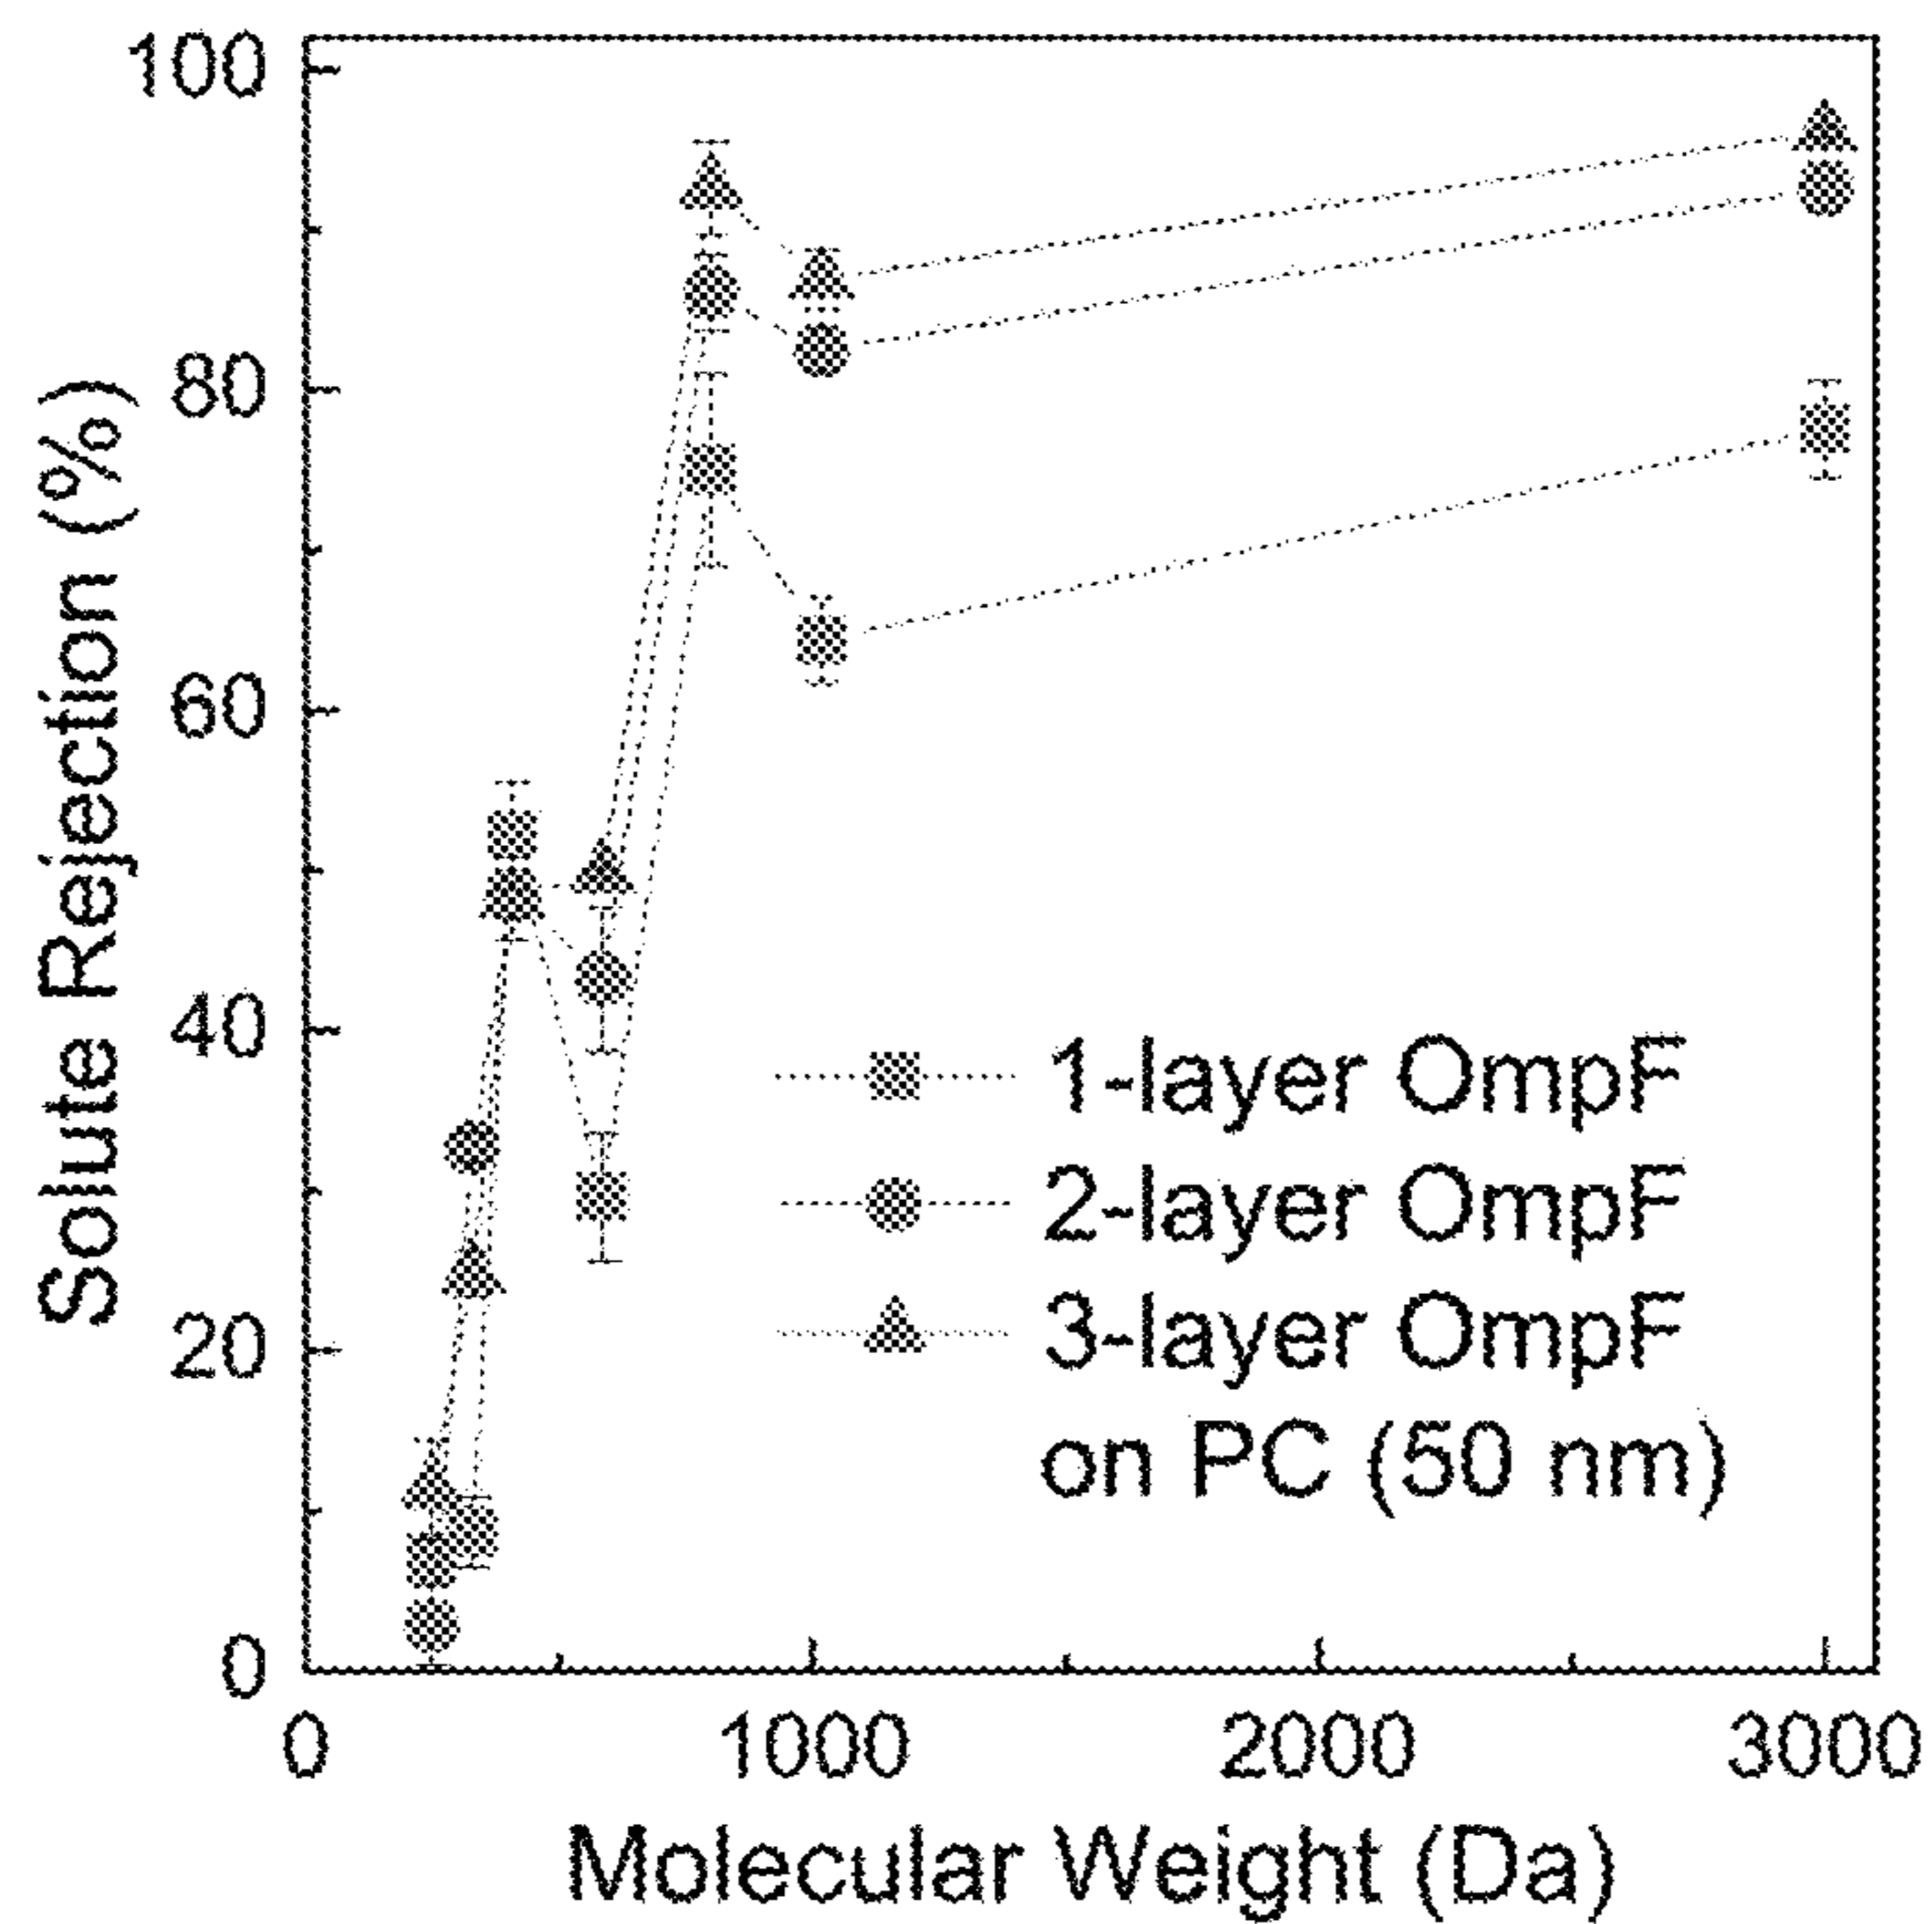 100
80
60
40
20
0
Solute Rejection (%)
1-layer OmpF
2-layer OmpF
3-layer OmpF
on PC (50 nm)
0 1000 2000 3000
Molecular Weight (Da)